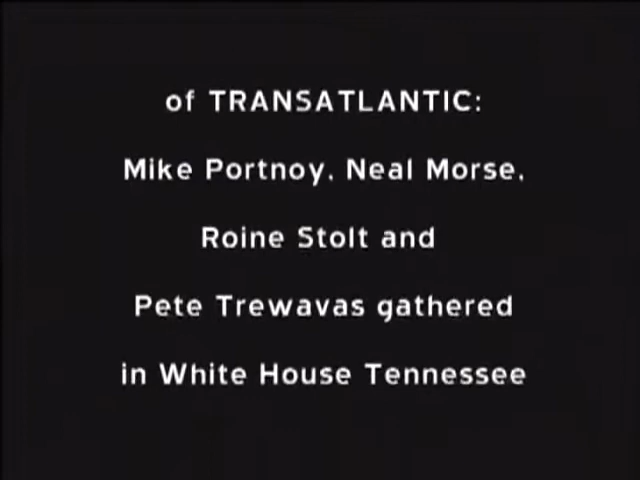 of TRANSATLANTIC:
Mike Portnoy, Neal Morse,
Roine Stolt and
Pete Trewavas gathered
in White House Tennessee